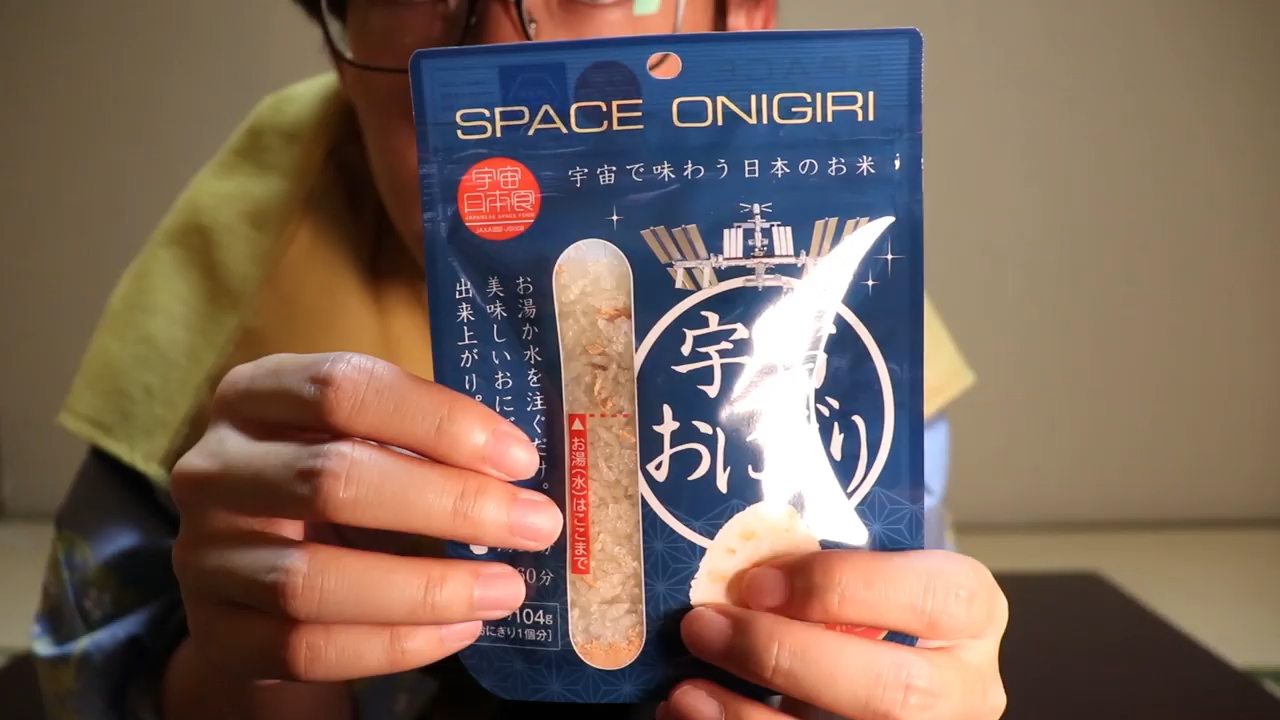 SPACE ONIGIRI
宇宙で味わう日本のお米
宇宙
日本食
JAPANESE SPACE FOOD
お湯か水を注ぐだけ。
美味しいおに
出来上がり。
宇
おに ぎり
お湯(水)はここまで
60分
104g
おにぎり1個分]